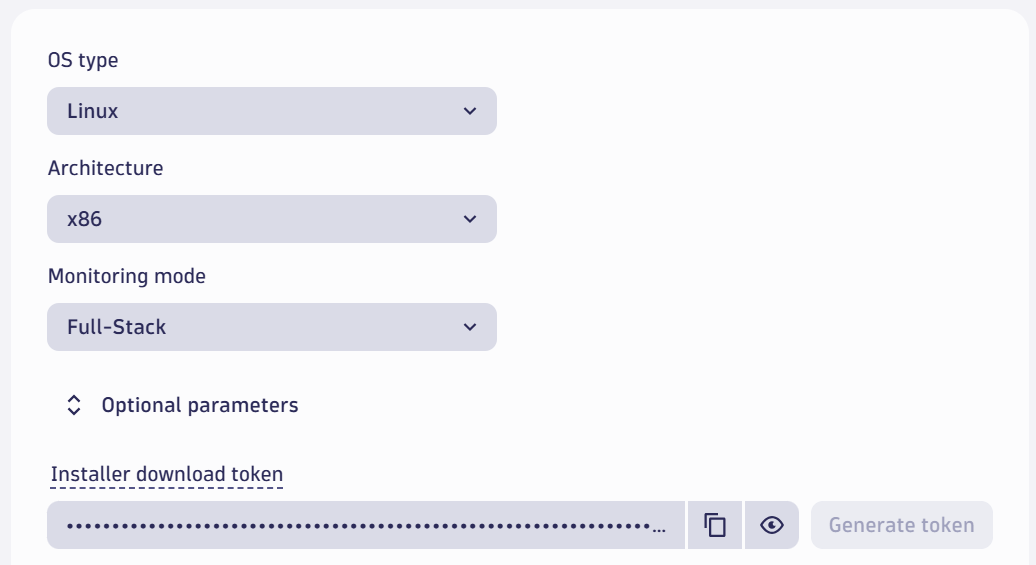 OS type
Linux
Architecture
x86
Monitoring mode
Full-Stack
Optional parameters
Installer download token
••••••••••••••••••••••••••••••••••••••••••••••••••••••••••••••••...
Generate token